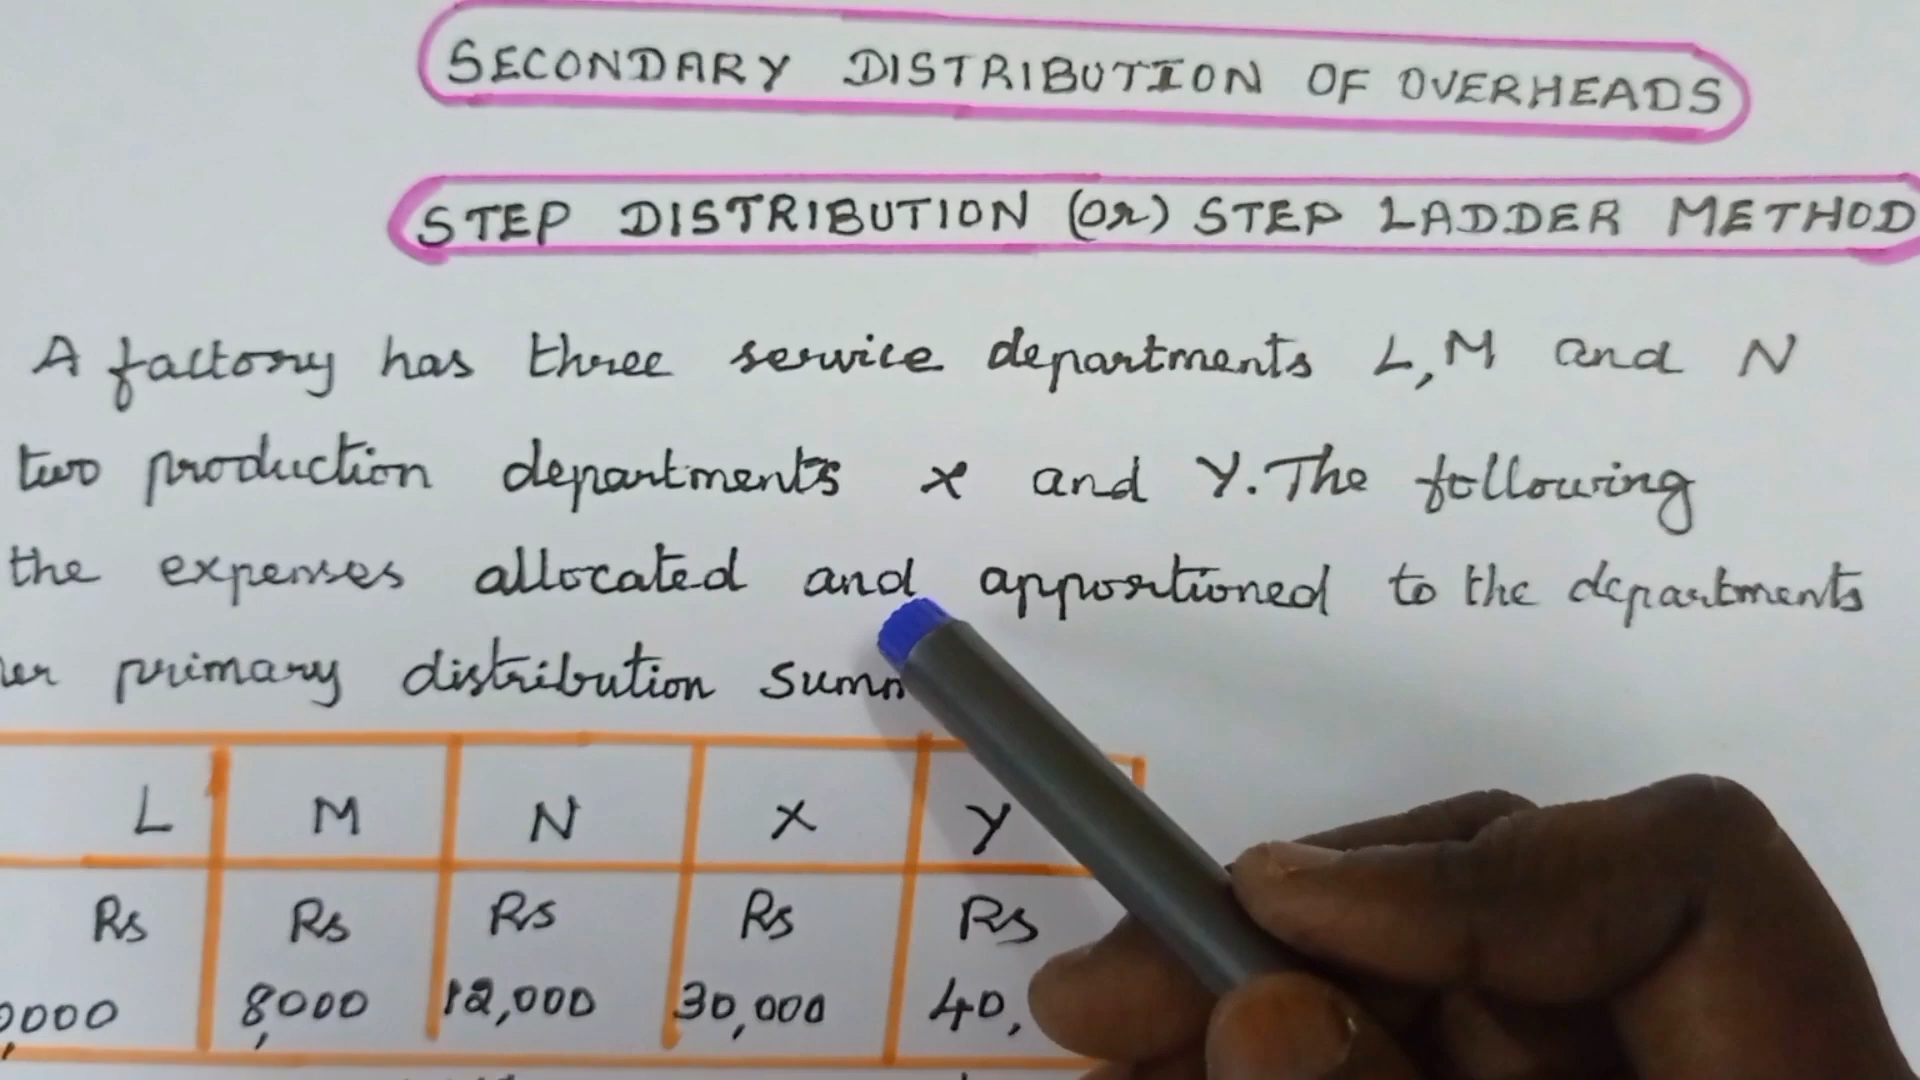 SECONDARY DISTRIBUTION OF OVERHEADS
STEP DISTRIBUTION (Or) STEP LADDER METHOD
A factory has three service departments L, M and N
two production departments X and Y. The following
the expenses allocated and apportioned to the departments
primary distribution
L M N X Y
Rs Rs Rs Rs Rs
8,000 12,000 30,000